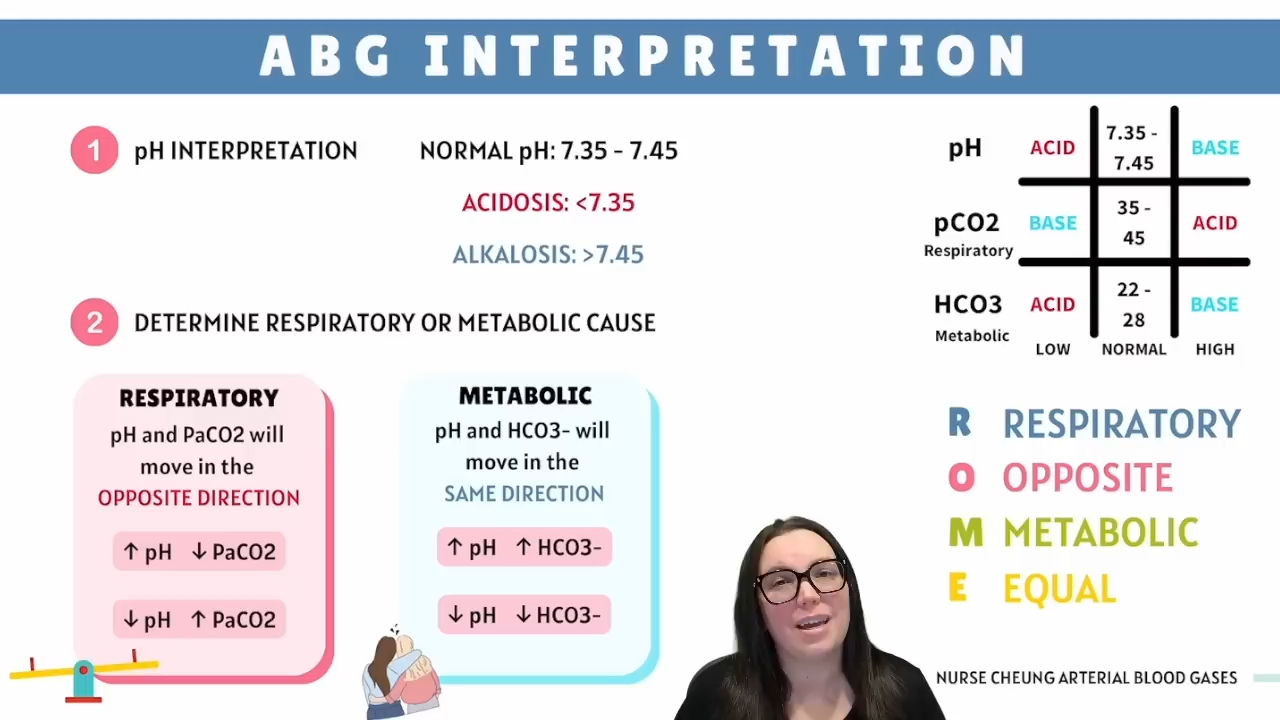 ABG INTERPRETATION
1 pH INTERPRETATION
NORMAL pH: 7.35 - 7.45
ACIDOSIS: <7.35
ALKALOSIS: >7.45
2 DETERMINE RESPIRATORY OR METABOLIC CAUSE
RESPIRATORY
pH and PaCO2 will
move in the
OPPOSITE DIRECTION
↑ pH ↓ PaCO2
↓ pH ↑ PaCO2
METABOLIC
pH and HCO3- will
move in the
SAME DIRECTION
↑ pH ↑ HCO3-
↓ pH ↓ HCO3-
pH ACID 7.35 - BASE
7.45
pCO2 BASE 35 - ACID
45
Respiratory
HCO3 ACID 22 - BASE
28
Metabolic
LOW NORMAL HIGH
R RESPIRATORY
O OPPOSITE
M METABOLIC
E EQUAL
NURSE CHEUNG ARTERIAL BLOOD GASES